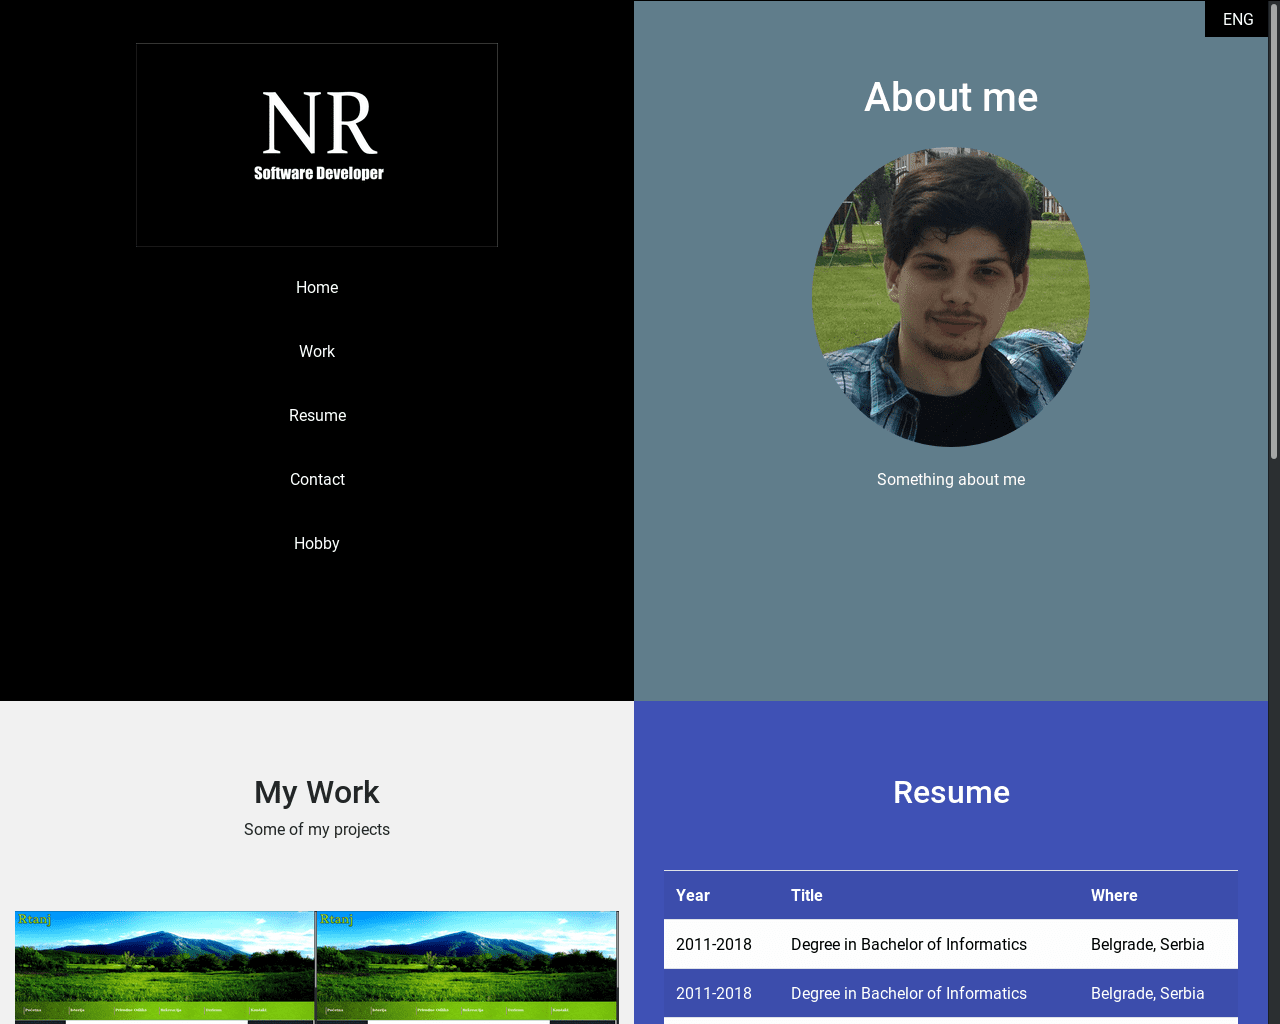 ENG
NR
Software Developer
Home
Work
Resume
Contact
Hobby
About me
Something about me
My Work
Some of my projects
Rtanj
Rtanj
Resume
Year Title Where
2011-2018 Degree in Bachelor of Informatics Belgrade, Serbia
2011-2018 Degree in Bachelor of Informatics Belgrade, Serbia